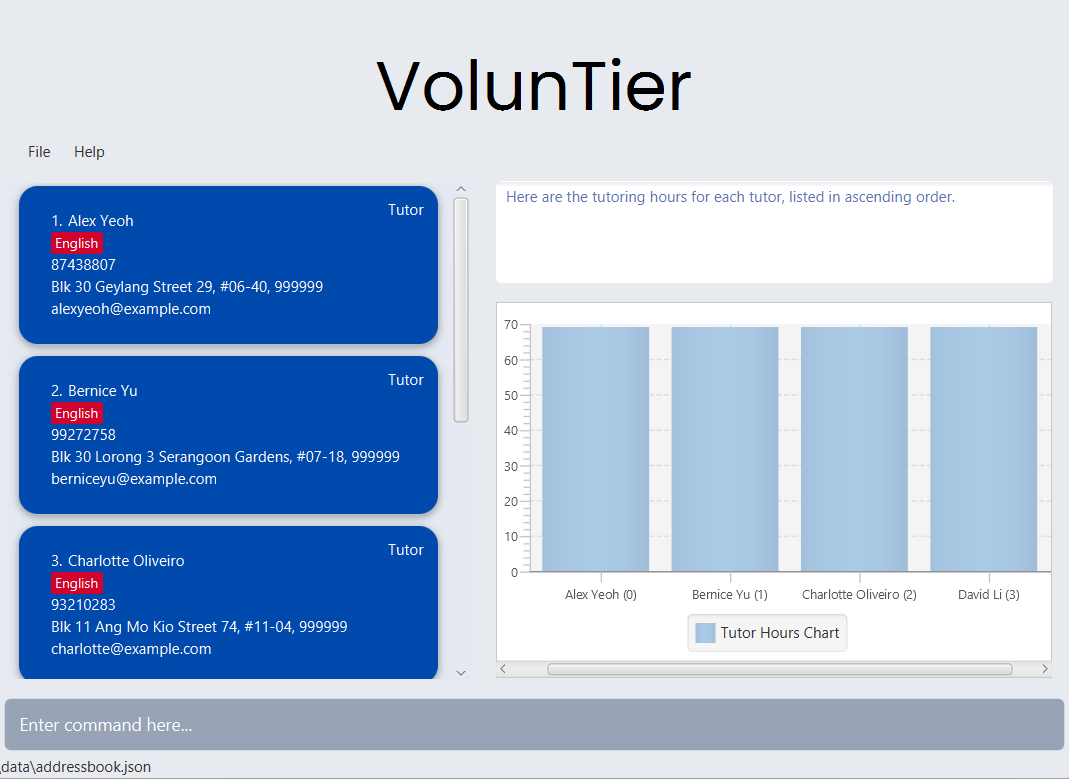 VolunTier
File Help
1. Alex Yeoh
Tutor
English
87438807
Blk 30 Geylang Street 29, #06-40, 999999
alexyeoh@example.com
2. Bernice Yu
Tutor
English
99272758
Blk 30 Lorong 3 Serangoon Gardens, #07-18, 999999
berniceyu@example.com
3. Charlotte Oliveiro
Tutor
English
93210283
Blk 11 Ang Mo Kio Street 74, #11-04, 999999
charlotte@example.com
Here are the tutoring hours for each tutor, listed in ascending order.
70
60
50
40
30
20
10
0
Alex Yeoh (0) Bernice Yu (1) Charlotte Oliveiro (2) David Li (3)
Tutor Hours Chart
Enter command here...
\data\addressbook.json